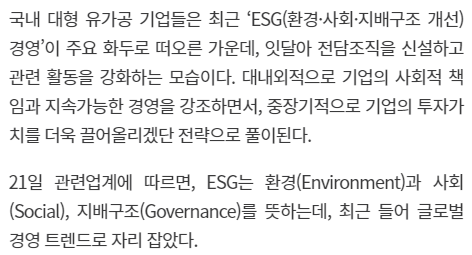 국내 대형 유가공 기업들은 최근 ‘ESG(환경·사회·지배구조 개선)
경영’이 주요 화두로 떠오른 가운데, 잇달아 전담조직을 신설하고
관련 활동을 강화하는 모습이다. 대내외적으로 기업의 사회적 책
임과 지속가능한 경영을 강조하면서, 중장기적으로 기업의 투자가
치를 더욱 끌어올리겠단 전략으로 풀이된다.
21일 관련업계에 따르면, ESG는 환경(Environment)과 사회
(Social), 지배구조(Governance)를 뜻하는데, 최근 들어 글로벌
경영 트렌드로 자리 잡았다.